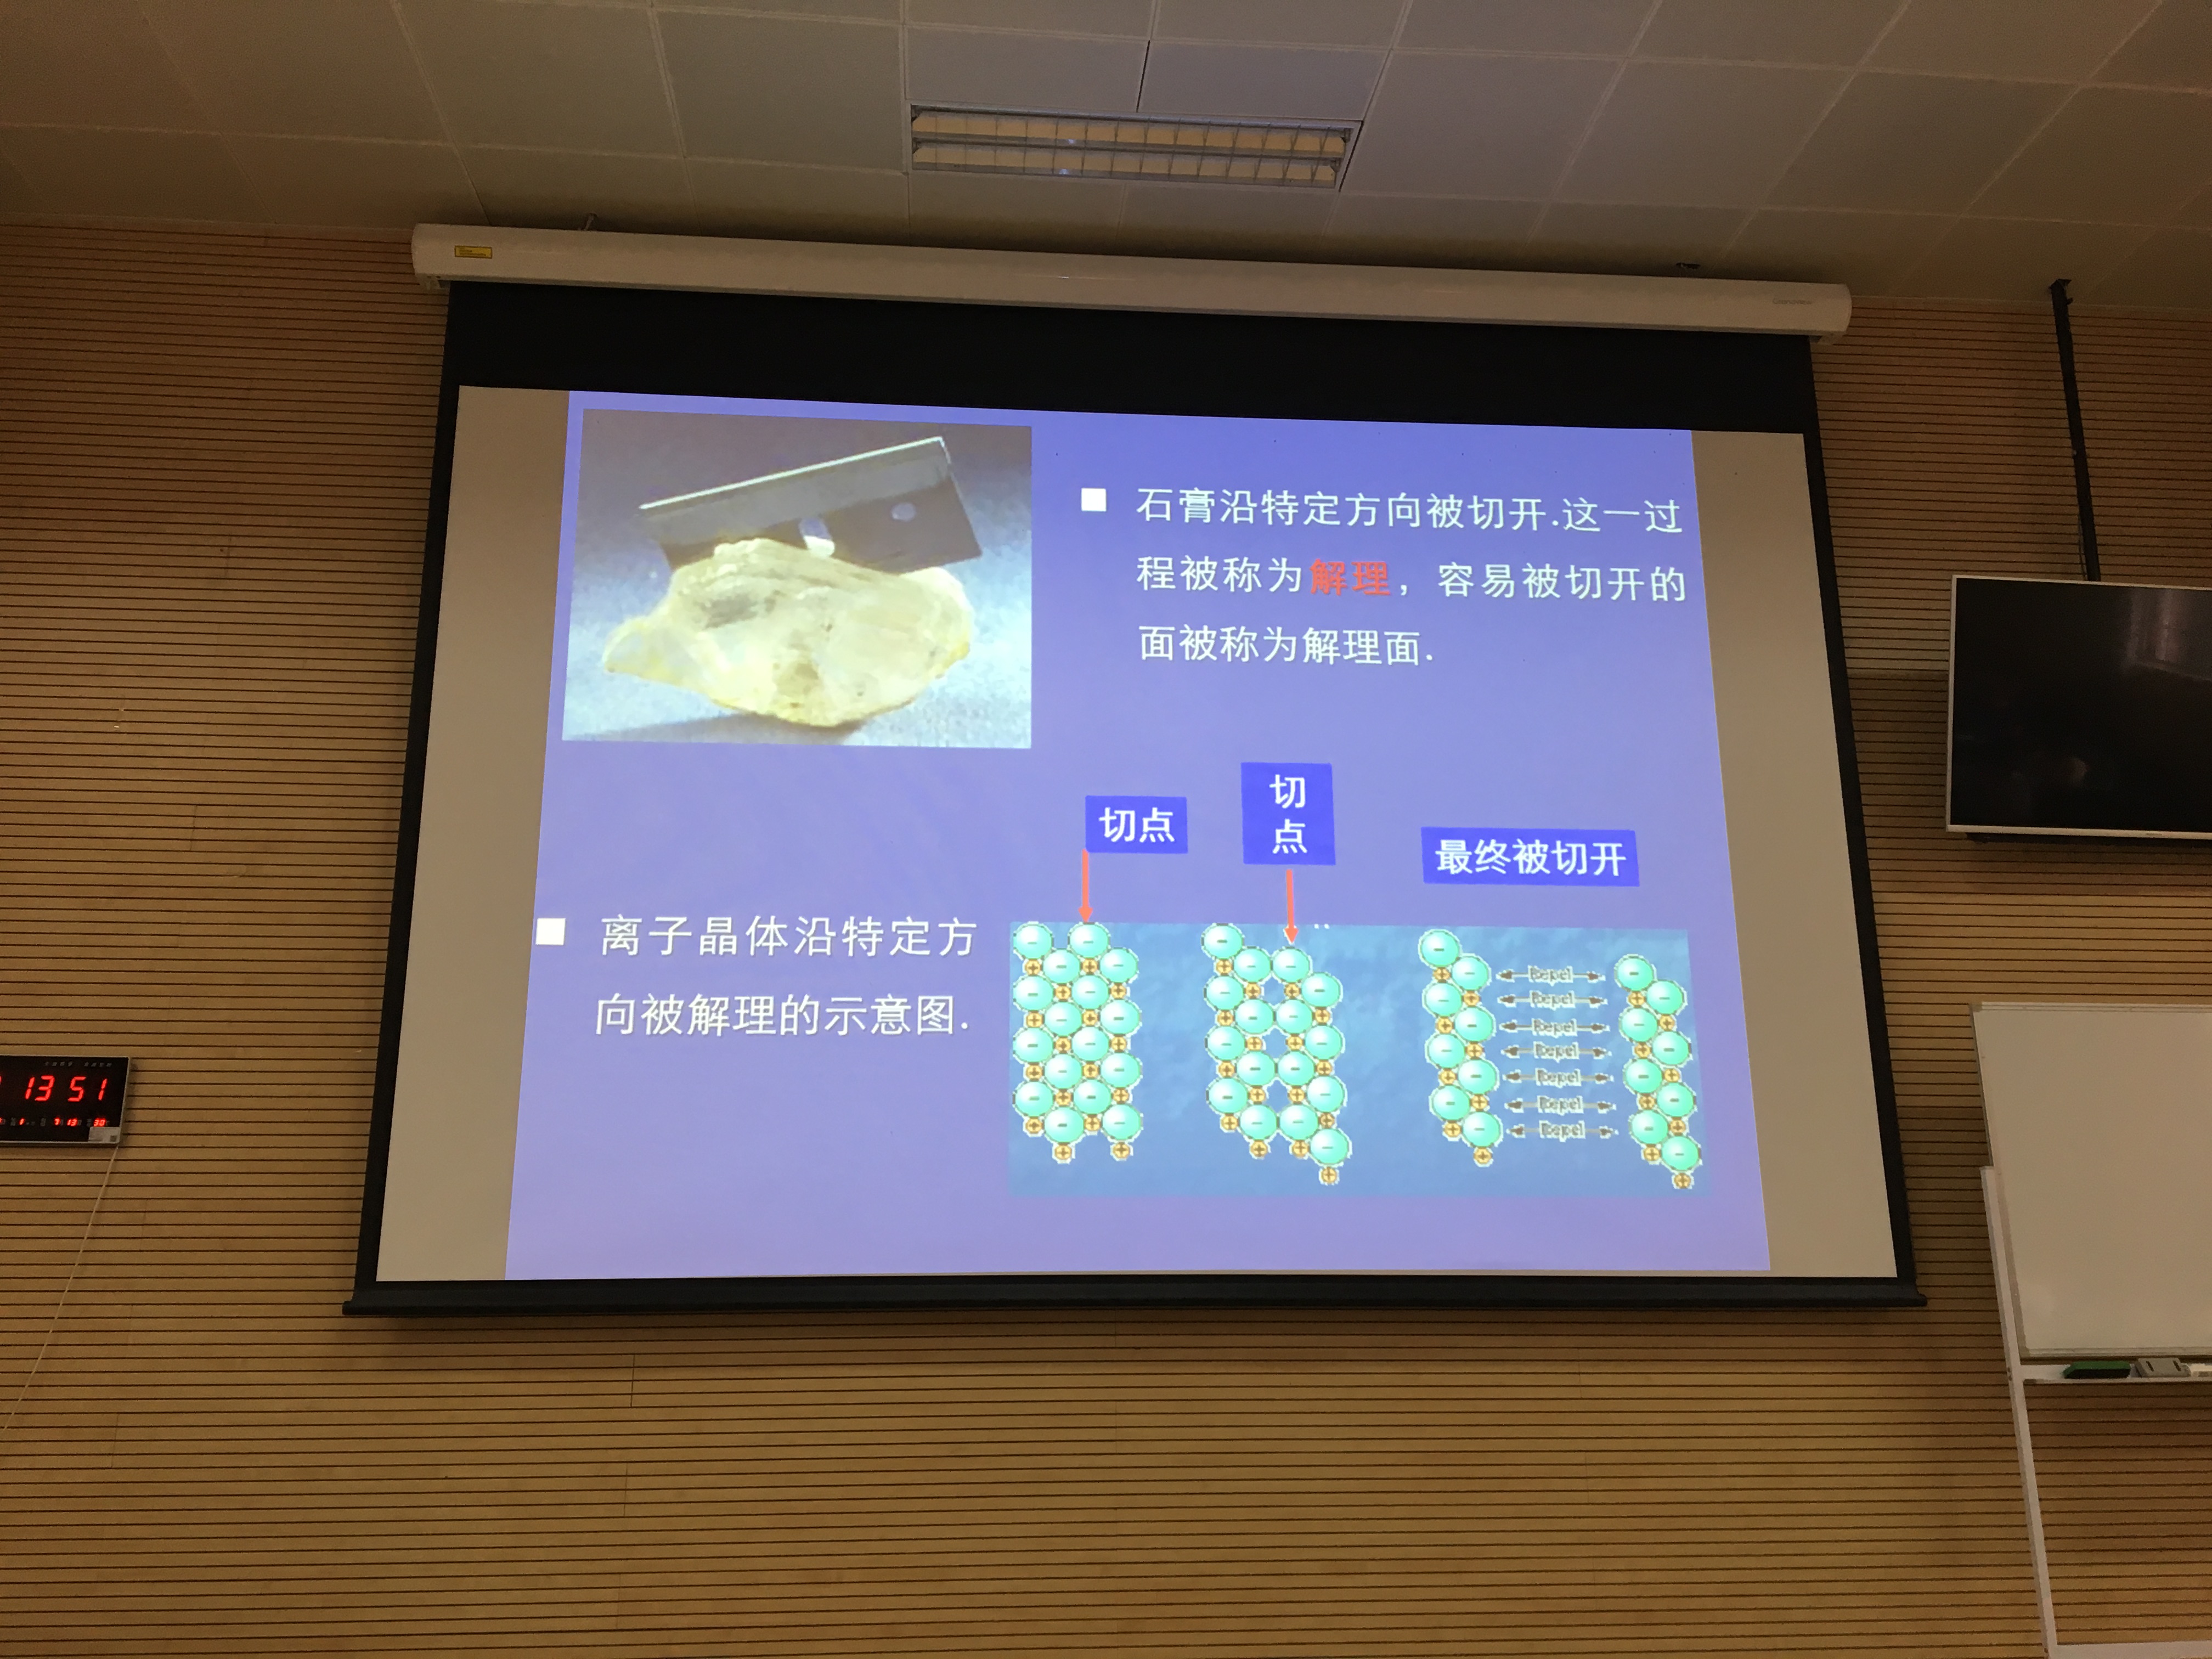 石膏沿特定方向被切开.这一过
程被称为解理，容易被切开的
面被称为解理面.
切点
切
点
最终被切开
离子晶体沿特定方
向被解理的示意图.
Repel
Repel
Repel
Repel
Repel
Repel
Repel
13 51